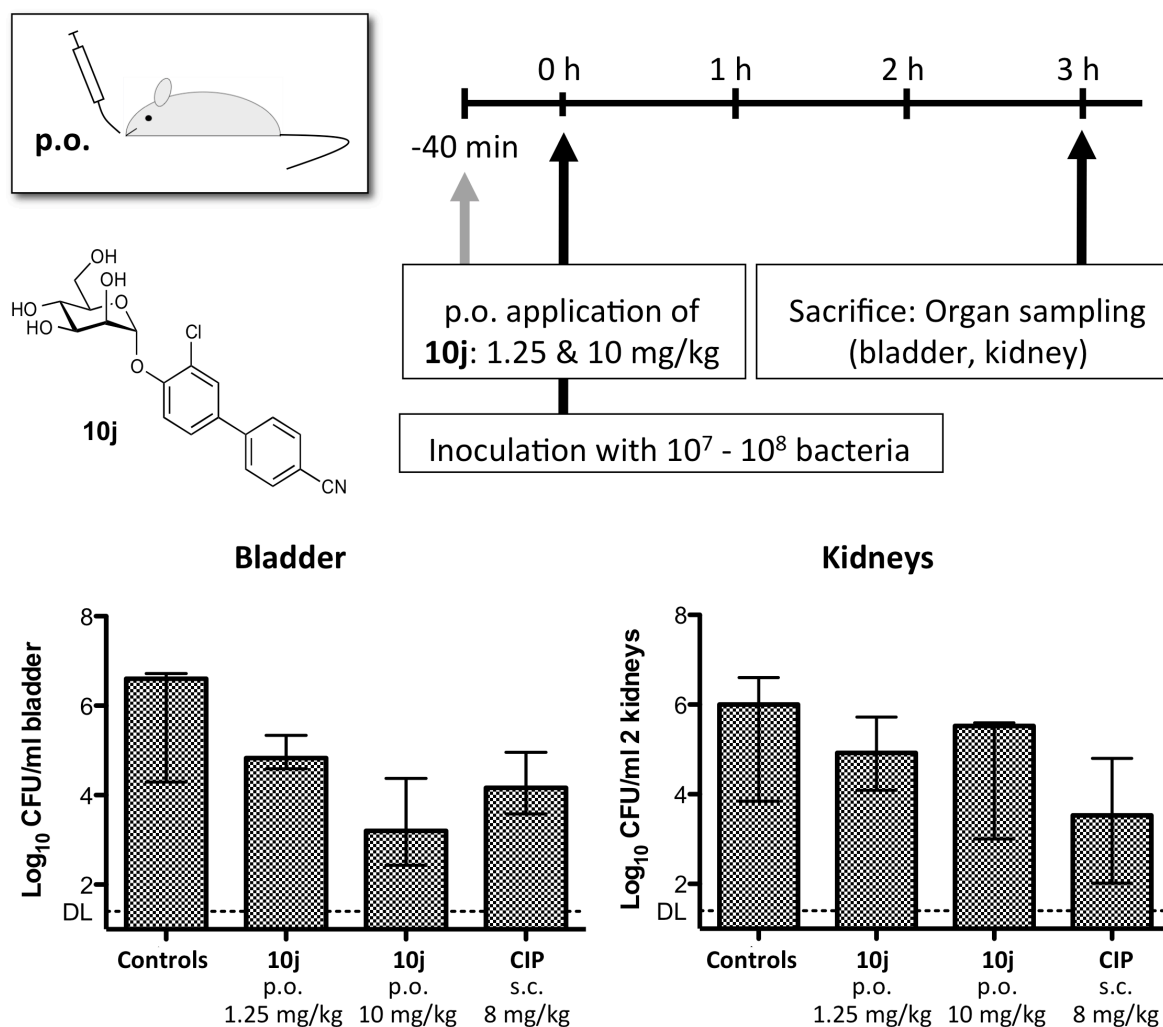 p.o.
0 h
1 h
2 h
3 h
-40 min
p.o. application of
10j: 1.25 & 10 mg/kg
Sacrifice: Organ sampling
(bladder, kidney)
Inoculation with 10⁷ - 10⁸ bacteria
OH
OH
HO
O
HO
Cl
O
CN
10j
Bladder
Log₁₀ CFU/ml bladder
8
6
4
2
DL
Controls
10j
p.o.
1.25 mg/kg
10j
p.o.
10 mg/kg
CIP
s.c.
8 mg/kg
Kidneys
Log₁₀ CFU/ml 2 kidneys
8
6
4
2
DL
Controls
10j
p.o.
1.25 mg/kg
10j
p.o.
10 mg/kg
CIP
s.c.
8 mg/kg